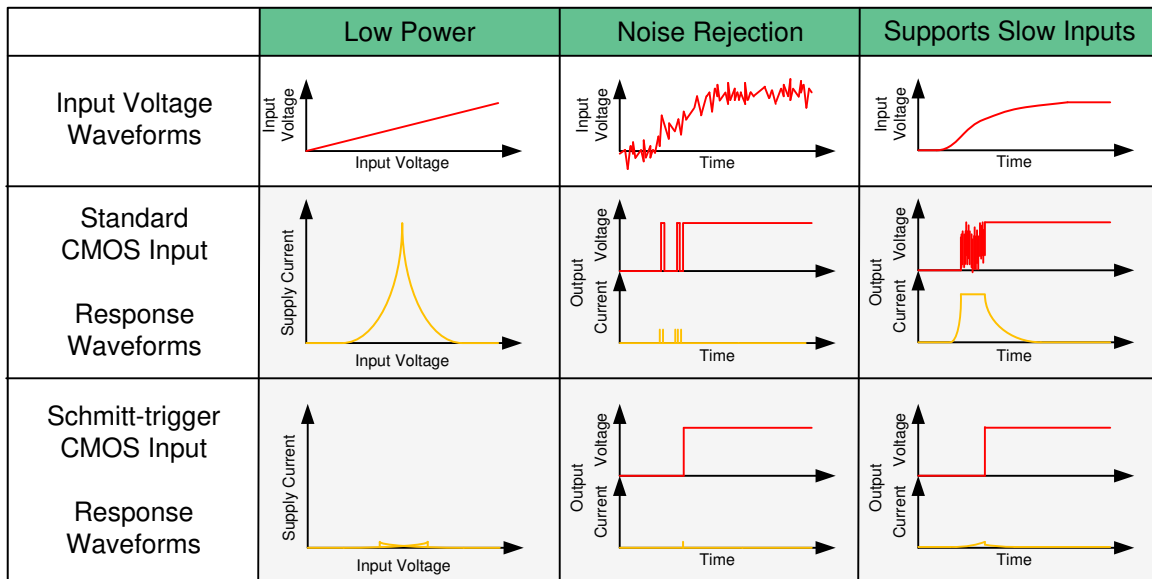 Low Power
Noise Rejection
Supports Slow Inputs
Input Voltage
Waveforms
Input
Voltage
Input Voltage
Input
Voltage
Time
Input
Voltage
Time
Standard
CMOS Input
Response
Waveforms
Supply Current
Input Voltage
Output
Current Voltage
Time
Output
Current Voltage
Time
Schmitt-trigger
CMOS Input
Response
Waveforms
Supply Current
Input Voltage
Output
Current Voltage
Time
Output
Current Voltage
Time